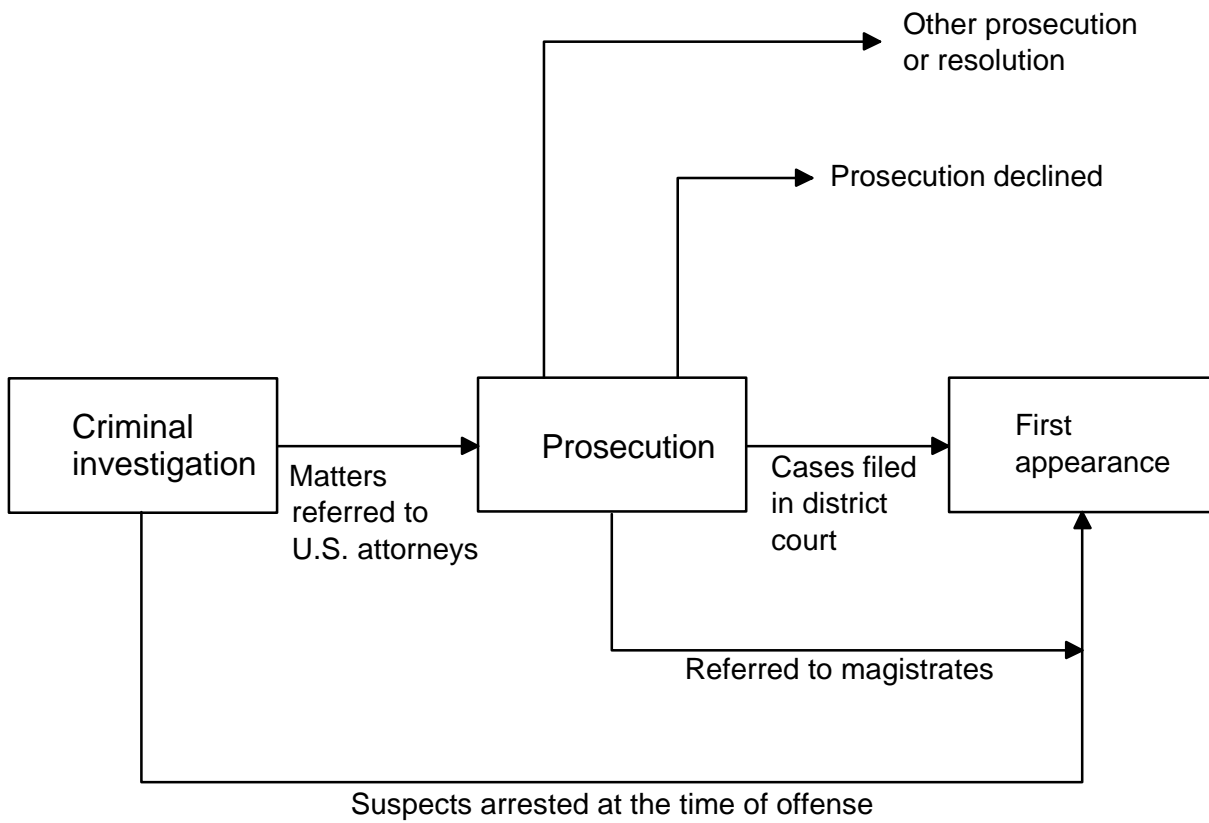 Other prosecution
or resolution
Prosecution declined
Criminal
investigation
Matters
referred to
U.S. attorneys
Prosecution
Cases filed
in district
court
First
appearance
Referred to magistrates
Suspects arrested at the time of offense